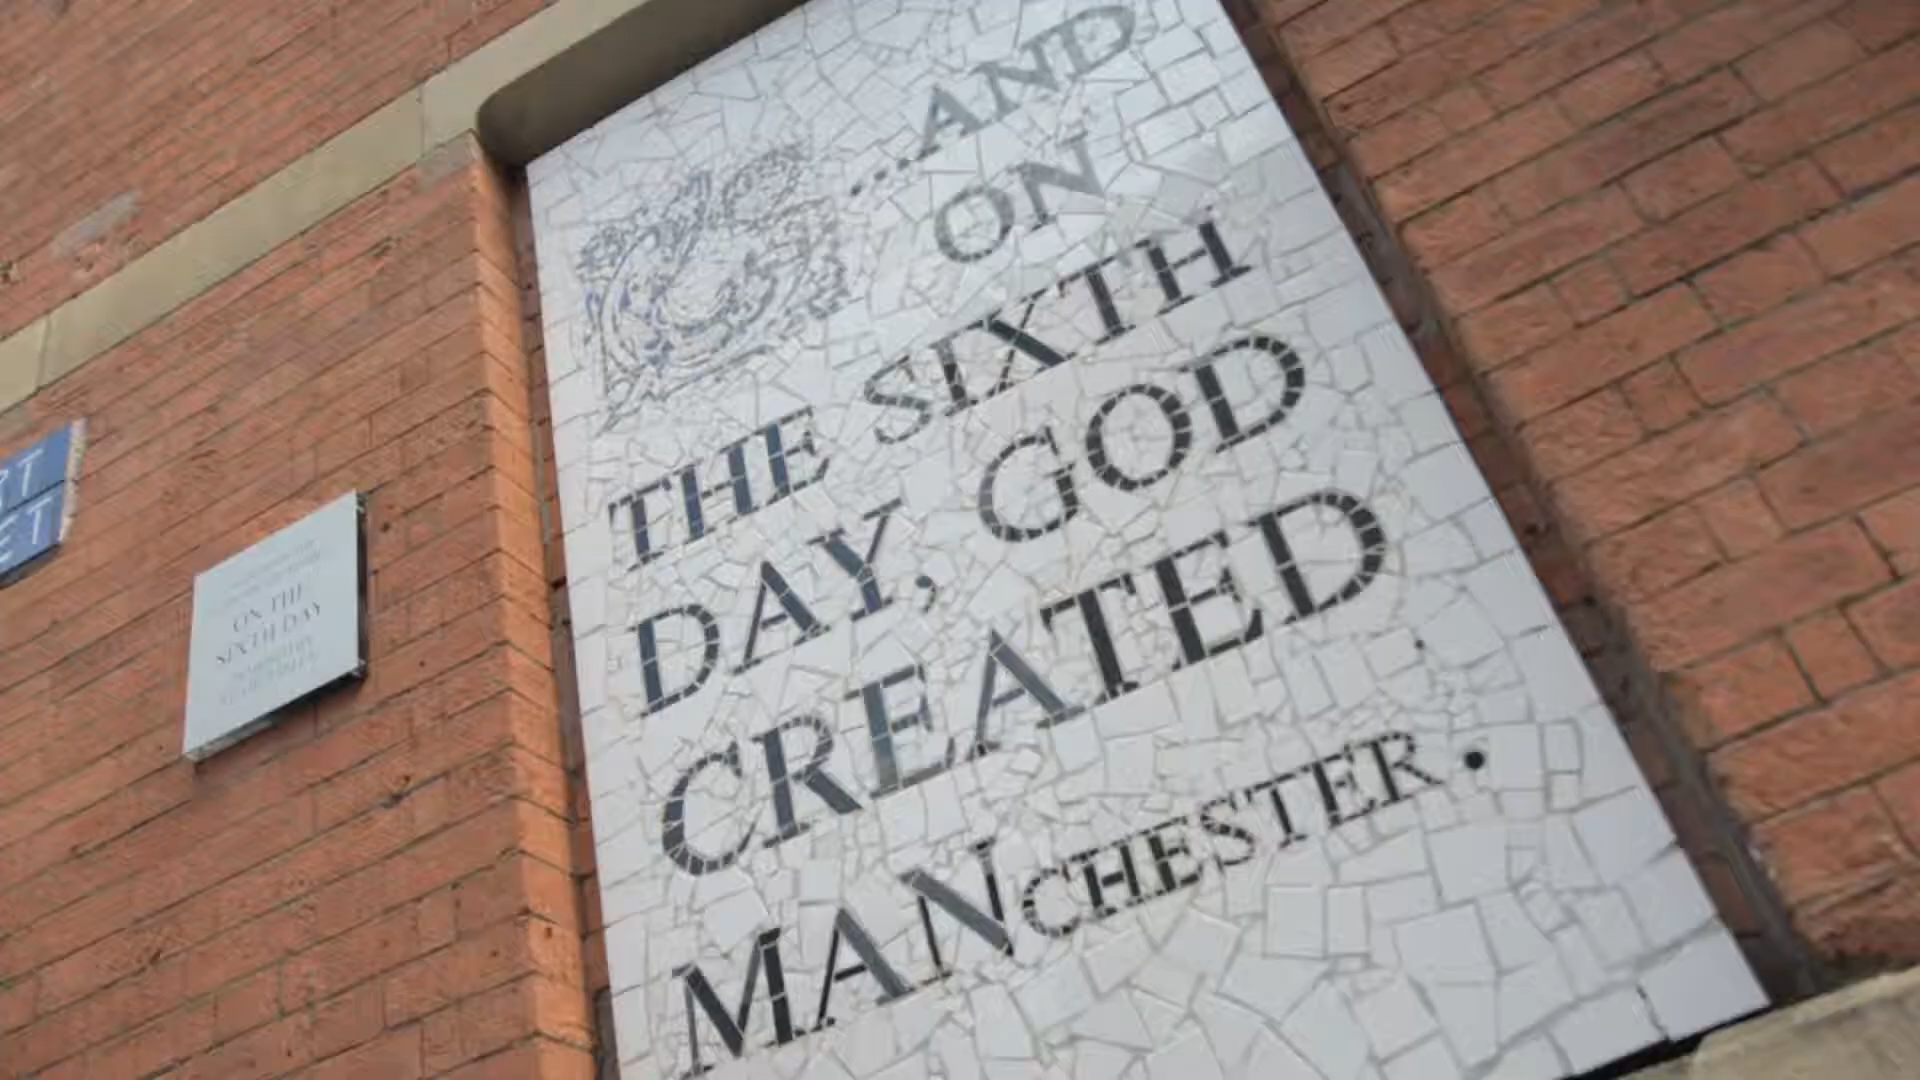 ...AND
ON
THE SIXTH
DAY, GOD
CREATED
MANCHESTER.
ON THE
SIXTH DAY